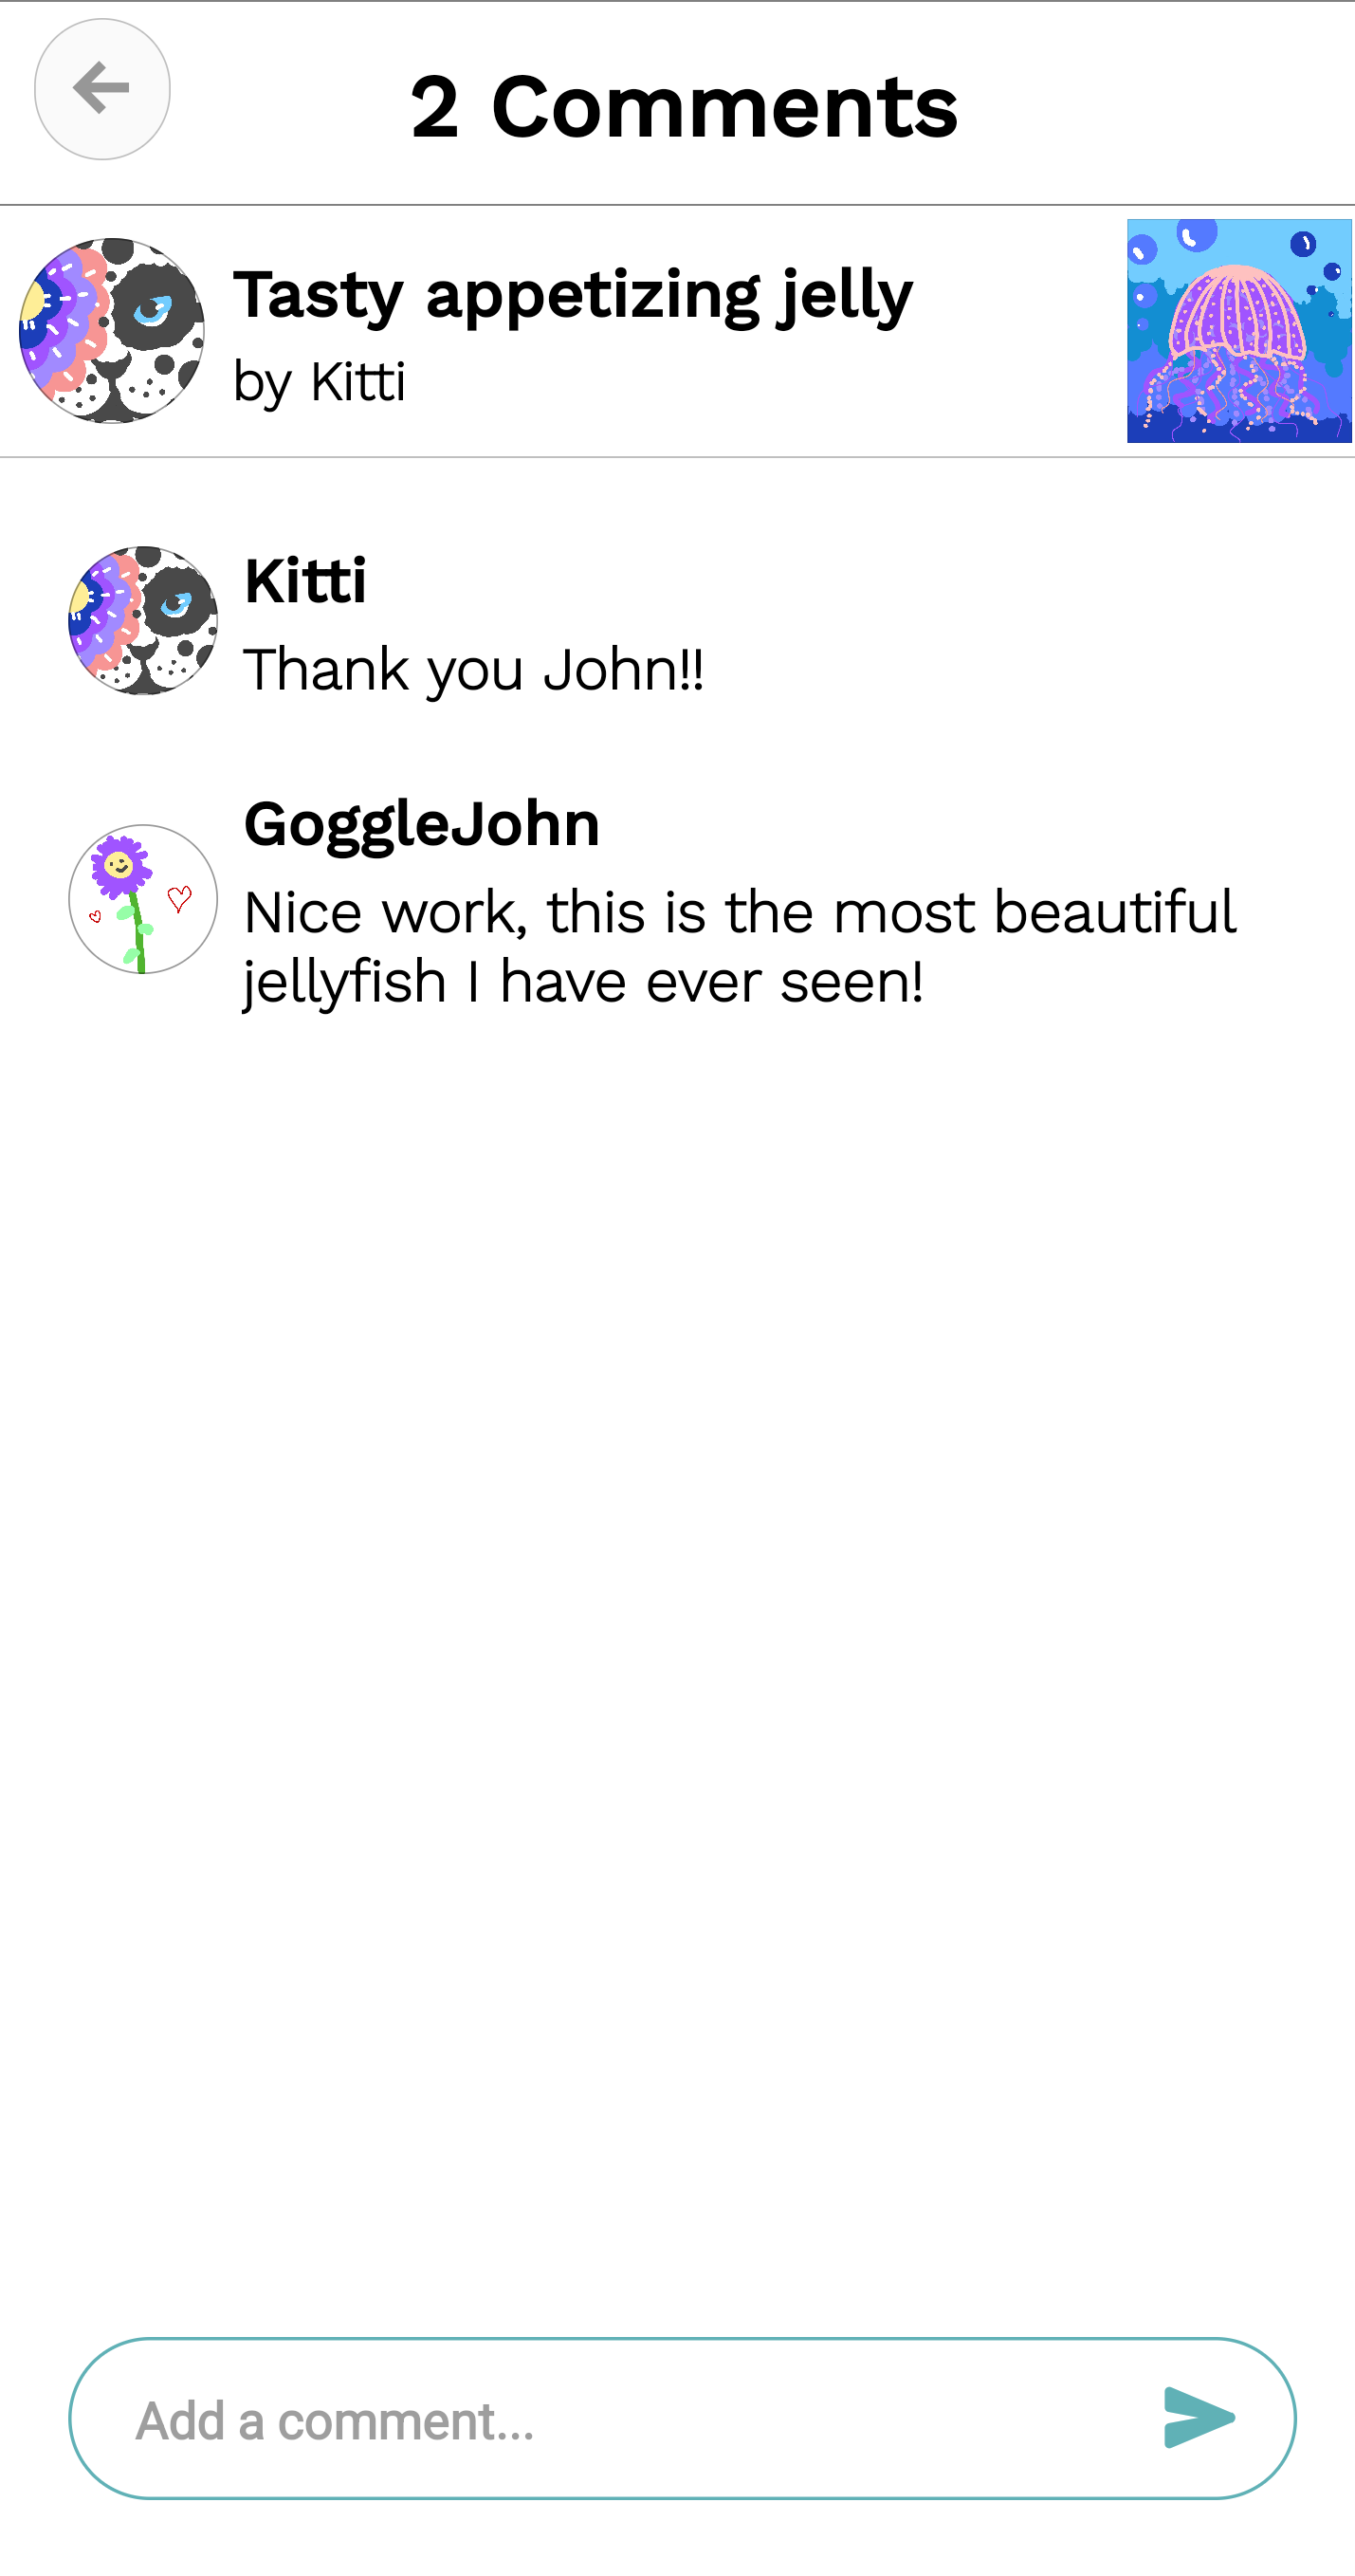 2 Comments
Tasty appetizing jelly
by Kitti
Kitti
Thank you John!!
GoggleJohn
Nice work, this is the most beautiful
jellyfish I have ever seen!
Add a comment...